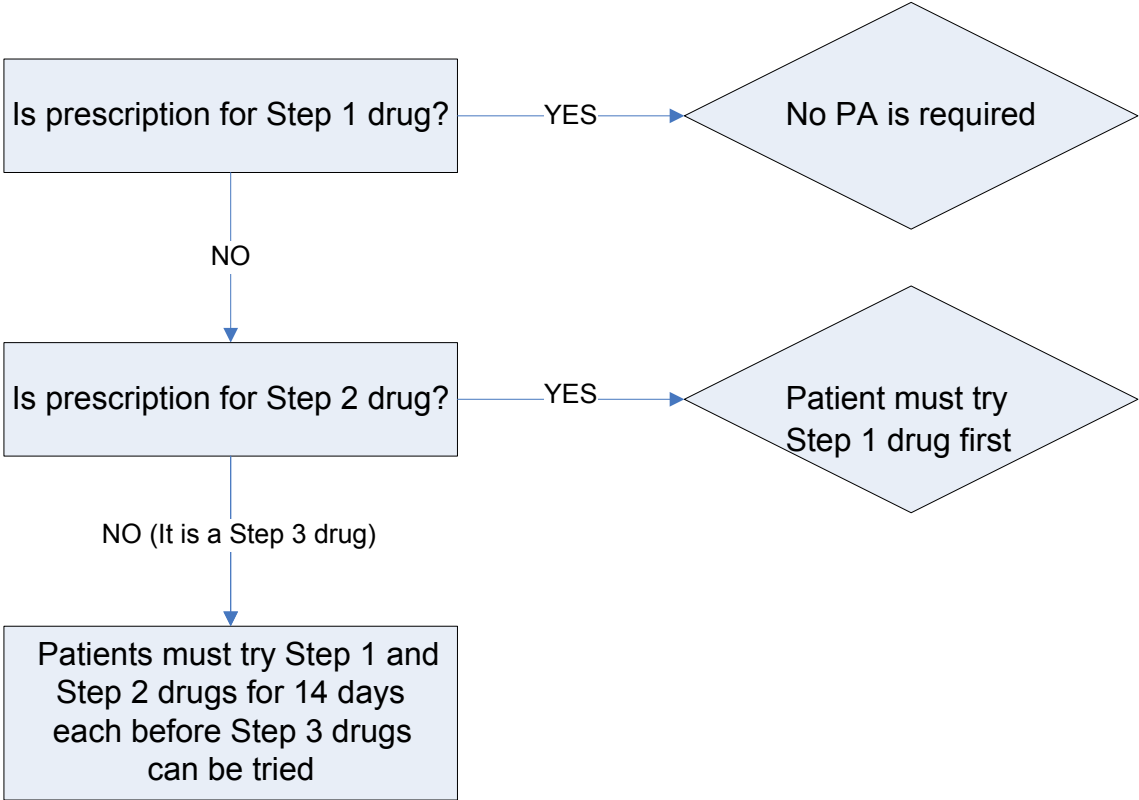 Is prescription for Step 1 drug?
YES
No PA is required
NO
Is prescription for Step 2 drug?
YES
Patient must try
Step 1 drug first
NO (It is a Step 3 drug)
Patients must try Step 1 and
Step 2 drugs for 14 days
each before Step 3 drugs
can be tried